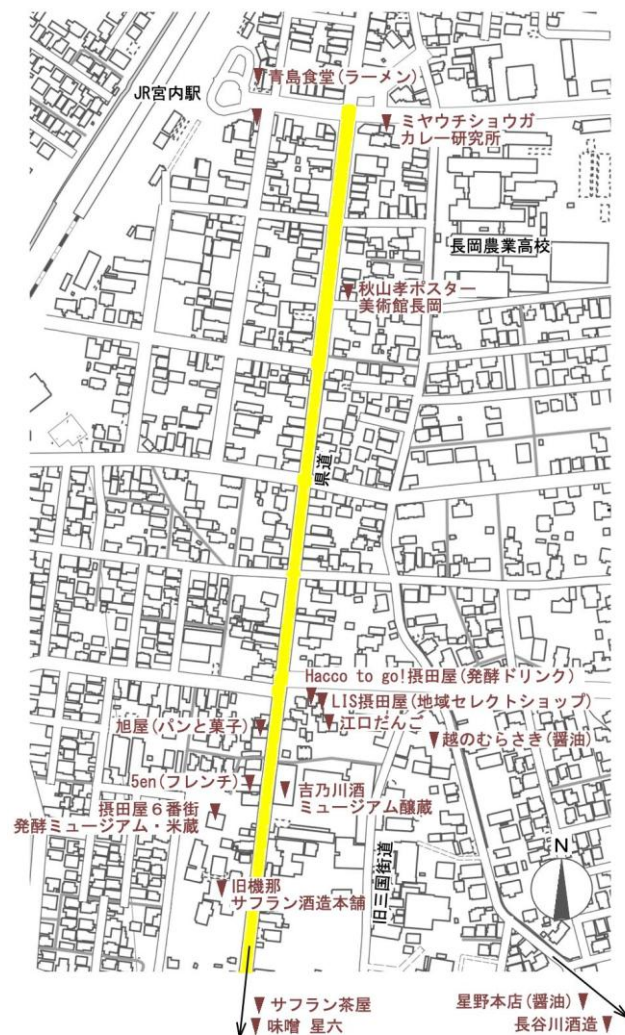 青島食堂(ラーメン)
JR宮内駅
ミヤウチショウガ
カレー研究所
長岡農業高校
秋山孝ポスター
美術館長岡
県道
Hacco to go!摂田屋(発酵ドリンク)
LIS摂田屋(地域セレクトショップ)
江口だんご
旭屋(パンと菓子)
越のむらさき(醤油)
5en(フレンチ)
吉乃川酒
ミュージアム醸蔵
摂田屋6番街
発酵ミュージアム・米蔵
旧三国街道
N
旧機那
サフラン酒造本舗
サフラン茶屋
味噌 星六
星野本店(醤油)
長谷川酒造